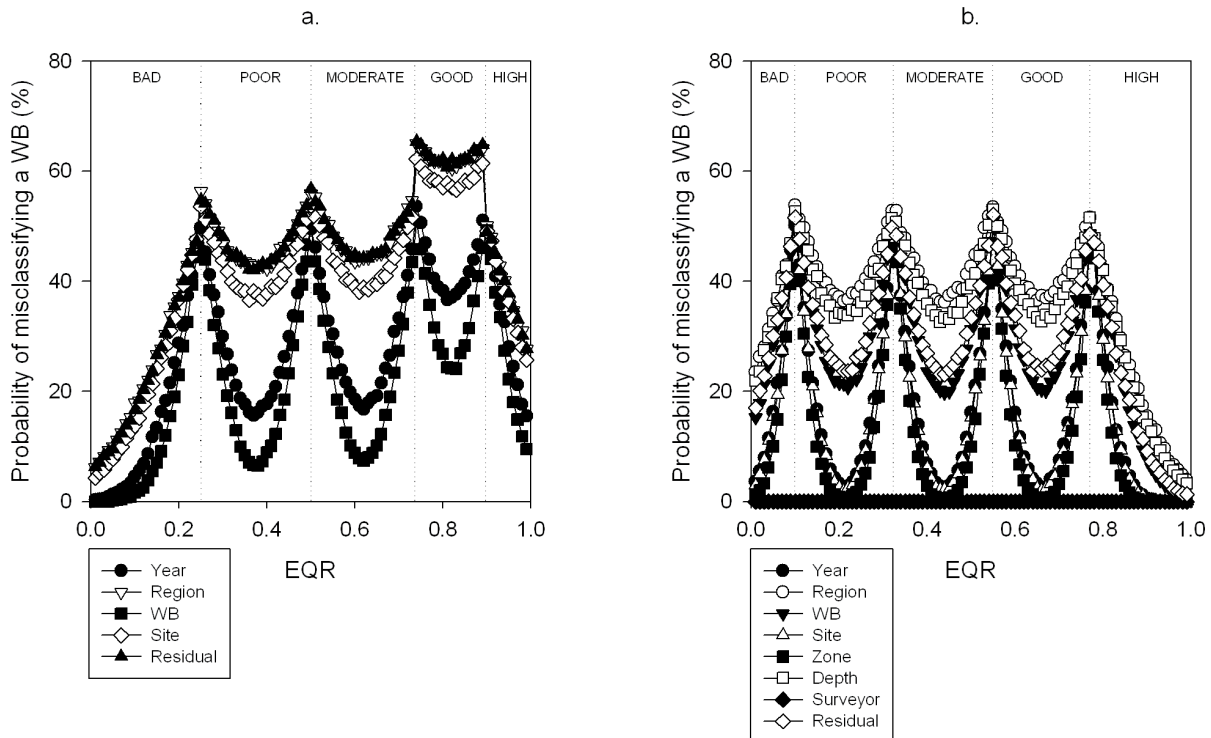 a.
Probability of misclassifying a WB (%)
80
60
40
20
0
BAD POOR MODERATE GOOD HIGH
0.0 0.2 0.4 0.6 0.8 1.0
EQR
Year
Region
WB
Site
Residual
b.
Probability of misclassifying a WB (%)
80
60
40
20
0
BAD POOR MODERATE GOOD HIGH
0.0 0.2 0.4 0.6 0.8 1.0
EQR
Year
Region
WB
Site
Zone
Depth
Surveyor
Residual